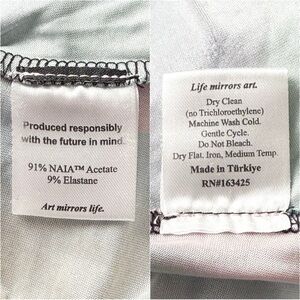 Produced responsibly
with the future in mind.
91% NAIA™ Acetate
9% Elastane
Art mirrors life.
Life mirrors art.
Dry Clean
(no Trichloroethylene)
Machine Wash Cold.
Gentle Cycle.
Do Not Bleach.
Dry Flat. Iron, Medium Temp.
Made in Türkiye
RN#163425